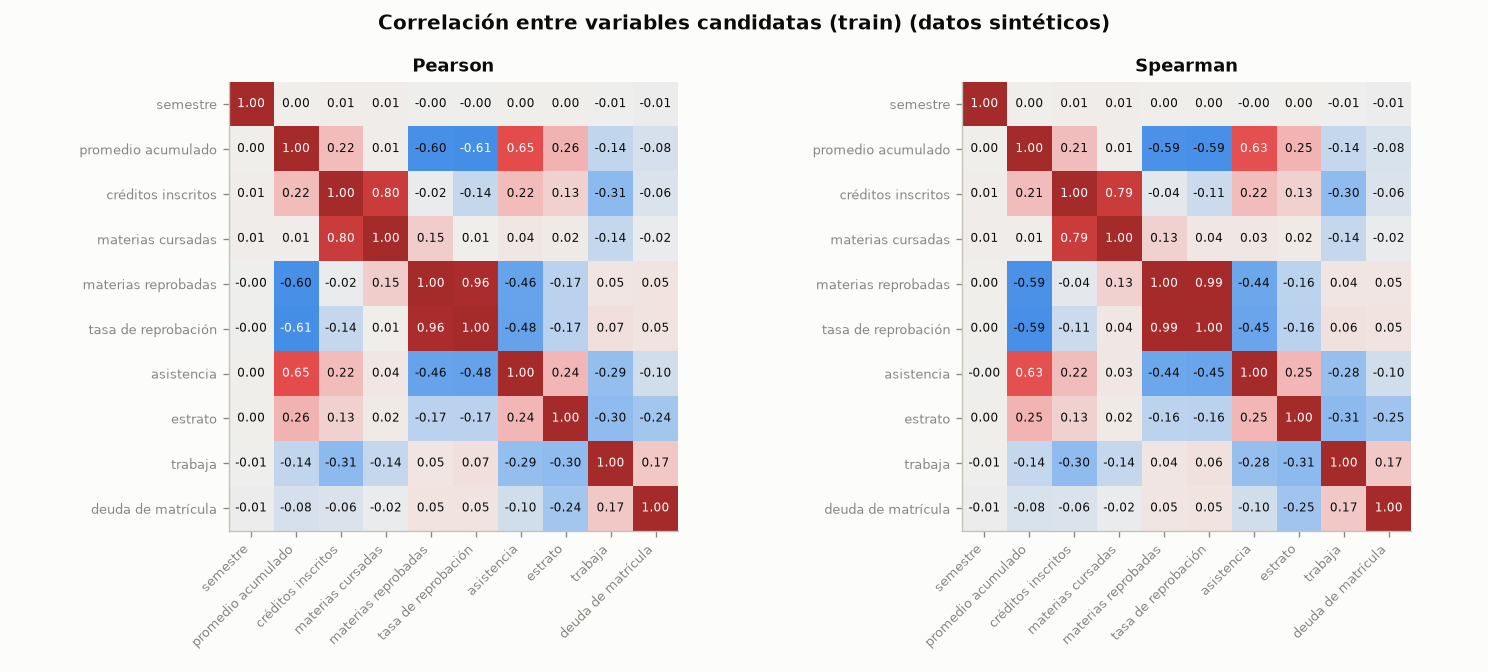 Correlación entre variables candidatas (train) (datos sintéticos)
Pearson
semestre 1.00 0.00 0.01 0.01 -0.00 -0.00 0.00 0.00 -0.01 -0.01
promedio acumulado 0.00 1.00 0.22 0.01 -0.60 -0.61 0.65 0.26 -0.14 -0.08
créditos inscritos 0.01 0.22 1.00 0.80 -0.02 -0.14 0.22 0.13 -0.31 -0.06
materias cursadas 0.01 0.01 0.80 1.00 0.15 0.01 0.04 0.02 -0.14 -0.02
materias reprobadas -0.00 -0.60 -0.02 0.15 1.00 0.96 -0.46 -0.17 0.05 0.05
tasa de reprobación -0.00 -0.61 -0.14 0.01 0.96 1.00 -0.48 -0.17 0.07 0.05
asistencia 0.00 0.65 0.22 0.04 -0.46 -0.48 1.00 0.24 -0.29 -0.10
estrato 0.00 0.26 0.13 0.02 -0.17 -0.17 0.24 1.00 -0.30 -0.24
trabaja -0.01 -0.14 -0.31 -0.14 0.05 0.07 -0.29 -0.30 1.00 0.17
deuda de matrícula -0.01 -0.08 -0.06 -0.02 0.05 0.05 -0.10 -0.24 0.17 1.00
semestre
promedio acumulado
créditos inscritos
materias cursadas
materias reprobadas
tasa de reprobación
asistencia
estrato
trabaja
deuda de matrícula
Spearman
semestre 1.00 0.00 0.01 0.01 0.00 0.00 -0.00 0.00 -0.01 -0.01
promedio acumulado 0.00 1.00 0.21 0.01 -0.59 -0.59 0.63 0.25 -0.14 -0.08
créditos inscritos 0.01 0.21 1.00 0.79 -0.04 -0.11 0.22 0.13 -0.30 -0.06
materias cursadas 0.01 0.01 0.79 1.00 0.13 0.04 0.03 0.02 -0.14 -0.02
materias reprobadas 0.00 -0.59 -0.04 0.13 1.00 0.99 -0.44 -0.16 0.04 0.05
tasa de reprobación 0.00 -0.59 -0.11 0.04 0.99 1.00 -0.45 -0.16 0.06 0.05
asistencia -0.00 0.63 0.22 0.03 -0.44 -0.45 1.00 0.25 -0.28 -0.10
estrato 0.00 0.25 0.13 0.02 -0.16 -0.16 0.25 1.00 -0.31 -0.25
trabaja -0.01 -0.14 -0.30 -0.14 0.04 0.06 -0.28 -0.31 1.00 0.17
deuda de matrícula -0.01 -0.08 -0.06 -0.02 0.05 0.05 -0.10 -0.25 0.17 1.00
semestre
promedio acumulado
créditos inscritos
materias cursadas
materias reprobadas
tasa de reprobación
asistencia
estrato
trabaja
deuda de matrícula